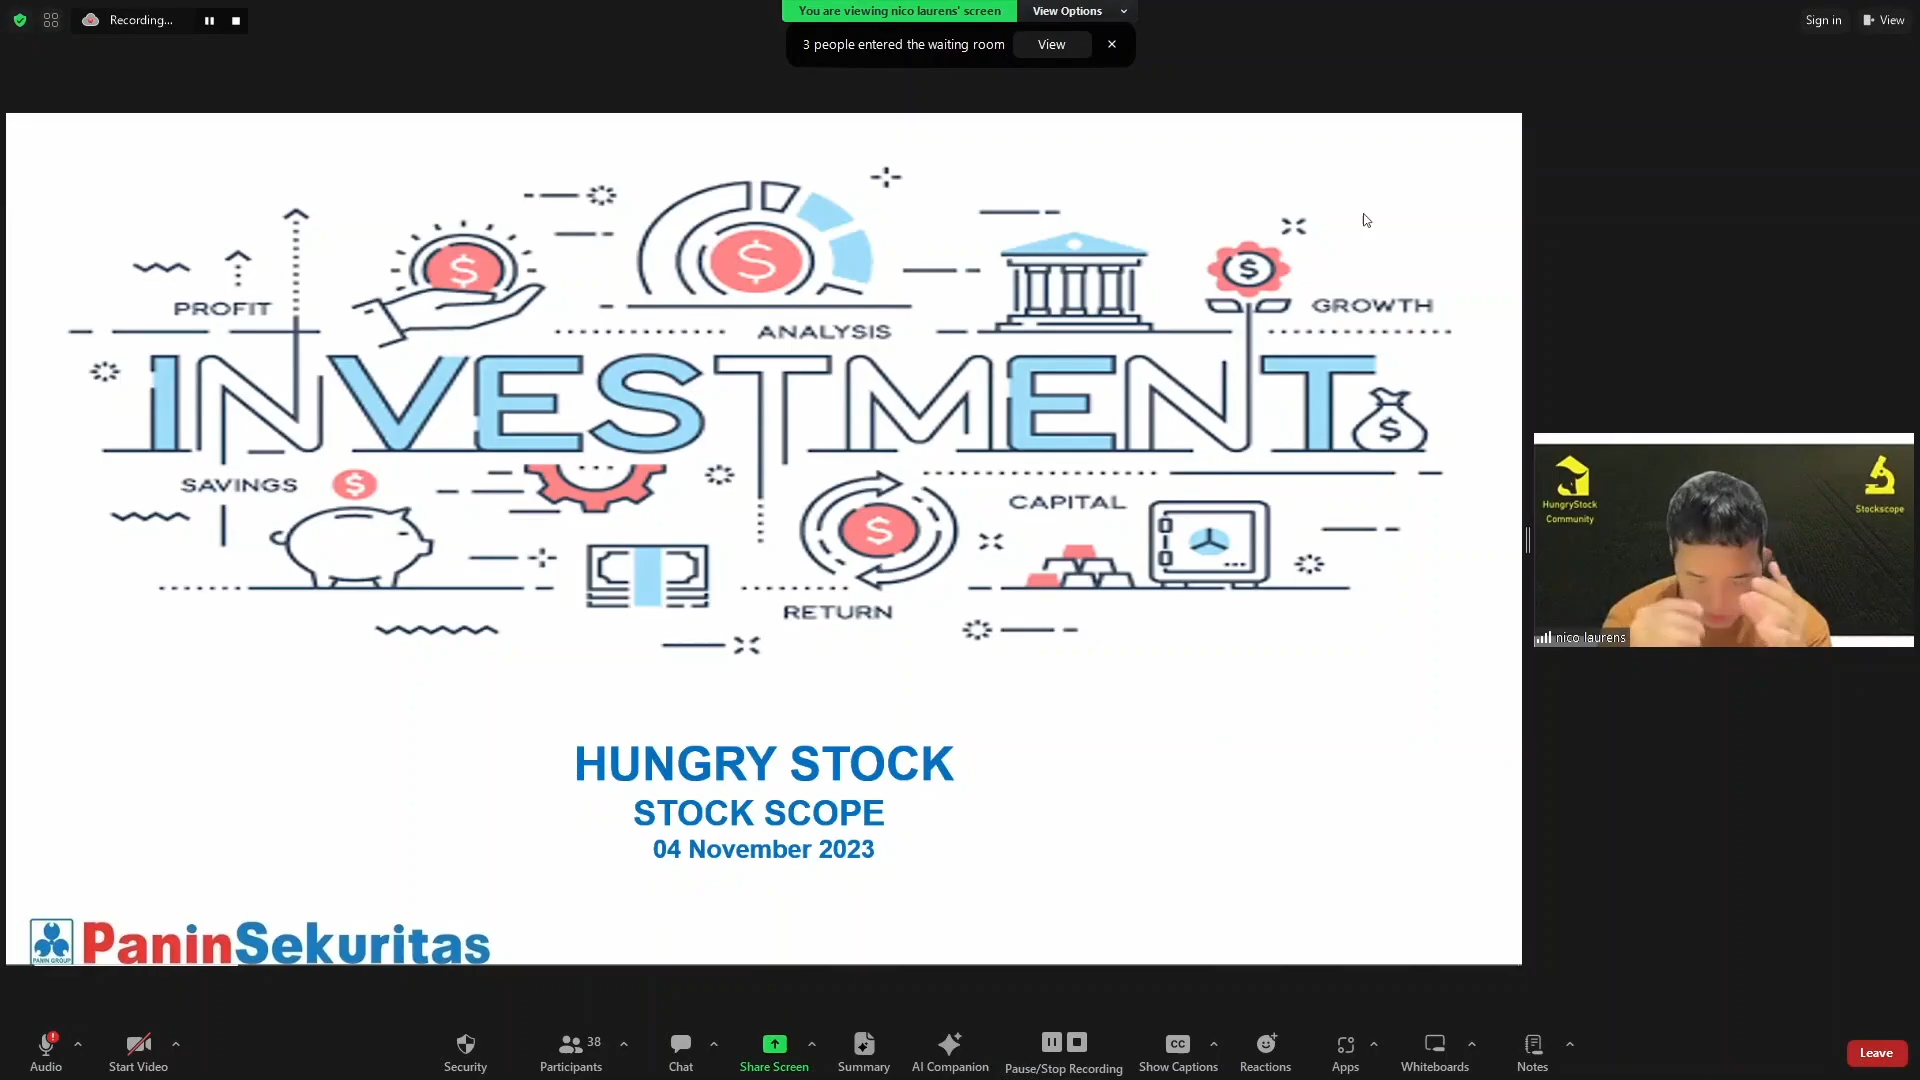 You are viewing nico laurens' screen
View Options
Recording...
Sign in
View
3 people entered the waiting room
View
PROFIT
ANALYSIS
GROWTH
INVESTMENT
SAVINGS
CAPITAL
RETURN
HUNGRY STOCK
STOCK SCOPE
04 November 2023
PANIN GROUP
PaninSekuritas
HungryStock
Community
Stockscope
nico laurens
Audio
Start Video
Security
38
Participants
Chat
Share Screen
Summary
AI Companion
Pause/Stop Recording
CC
Show Captions
Reactions
Apps
Whiteboards
Notes
Leave